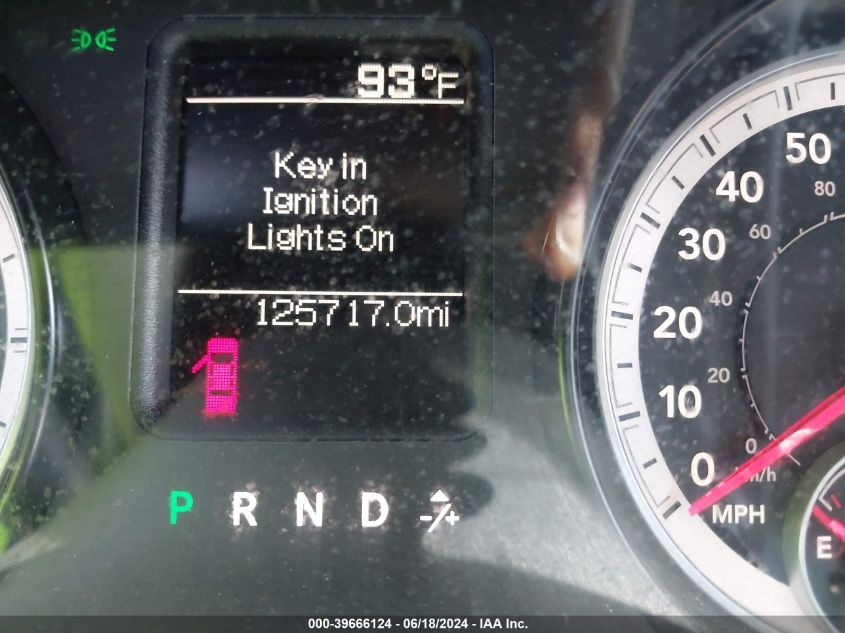 93°F
Key in
Ignition
Lights On
125717.0mi
P R N D -/+
50
40
30
20
10
0
MPH
80
60
40
20
0
km/h
E
000-39666124 - 06/18/2024 - IAA Inc.